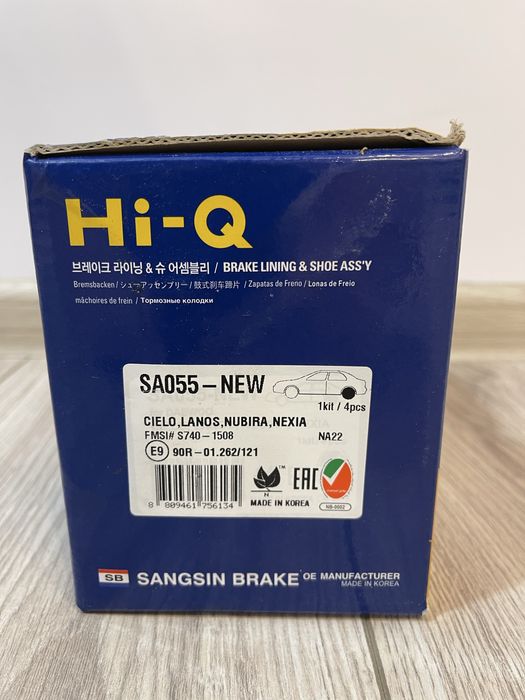 Hi-Q
브레이크 라이닝 & 슈 어셈블리 / BRAKE LINING & SHOE ASS'Y
Bremsbacken / シューアッセンブリー / 鼓式刹车蹄片 / Zapatas de Freno / Lonas de Freio
mâchoires de frein / Тормозные колодки
SA055-NEW
1kit / 4pcs
CIELO,LANOS,NUBIRA,NEXIA
FMSI# S740-1508 NA22
E9 90R-01.262/121
N TM
EAC
8 809461 756134
MADE IN KOREA
NB-0002
SB SANGSIN BRAKE OE MANUFACTURER
MADE IN KOREA